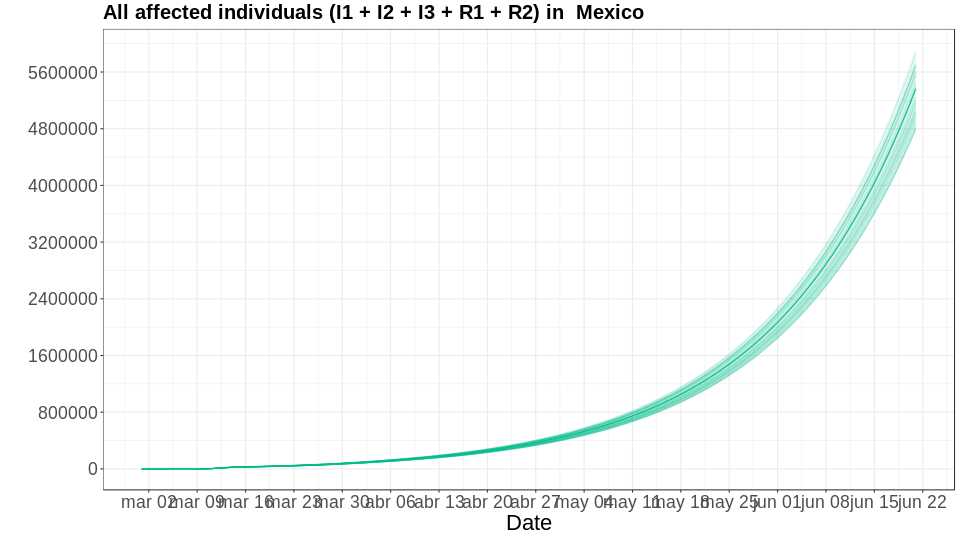 All affected individuals (I1 + I2 + I3 + R1 + R2) in  Mexico
5600000
4800000
4000000
3200000
2400000
1600000
800000
0
mar 02 mar 09 mar 16 mar 23 mar 30 abr 06 abr 13 abr 20 abr 27 may 04 may 11 may 18 may 25 jun 01 jun 08 jun 15 jun 22
Date